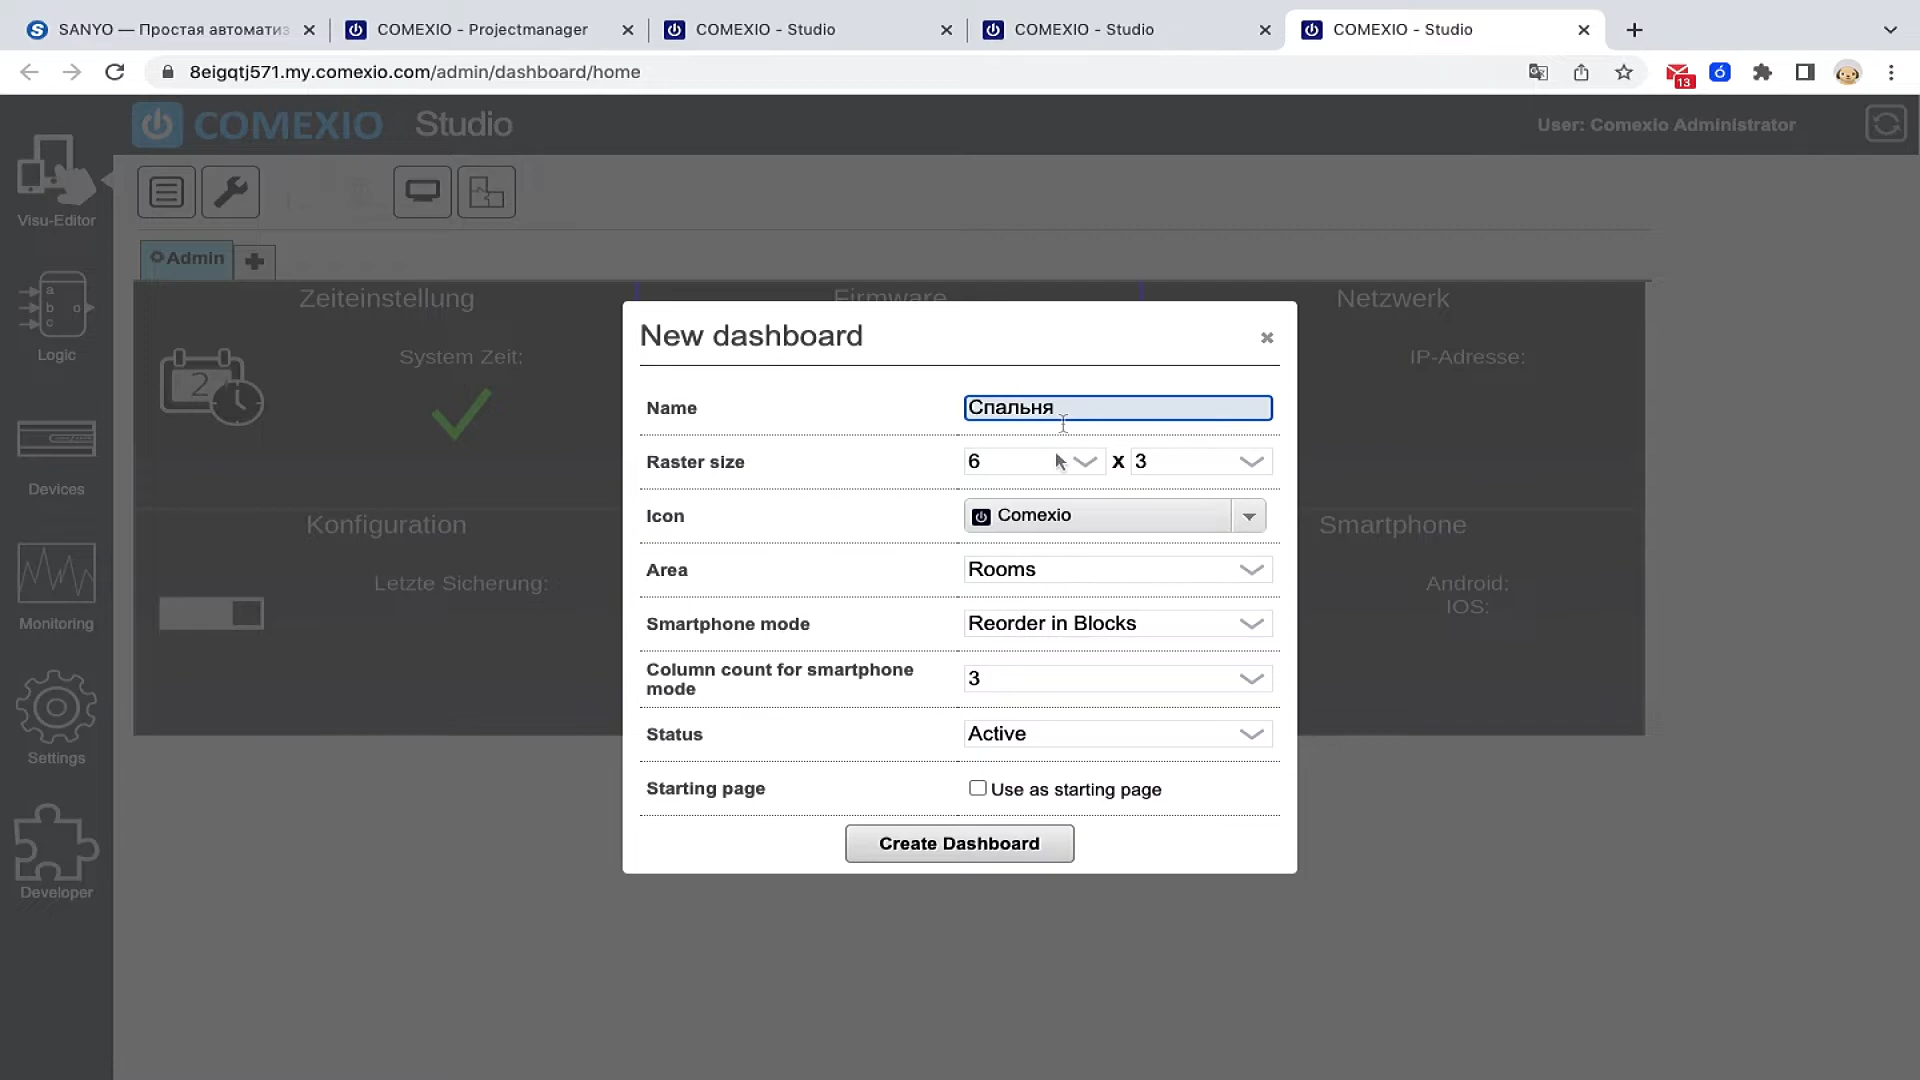 SANYO — Простая автоматиз
COMEXIO - Projectmanager
COMEXIO - Studio
COMEXIO - Studio
COMEXIO - Studio
8eigqtj571.my.comexio.com/admin/dashboard/home
13
COMEXIO Studio
User: Comexio Administrator
Visu-Editor
Admin
Zeiteinstellung
Firmware
Netzwerk
2
System Zeit:
IP-Adresse:
a
b
c
o
Logic
Devices
Konfiguration
Smartphone
Letzte Sicherung:
Android:
IOS:
Monitoring
Settings
Developer
New dashboard
Name
Спальня
Raster size
6 x 3
Icon
Comexio
Area
Rooms
Smartphone mode
Reorder in Blocks
Column count for smartphone
mode
3
Status
Active
Starting page
Use as starting page
Create Dashboard